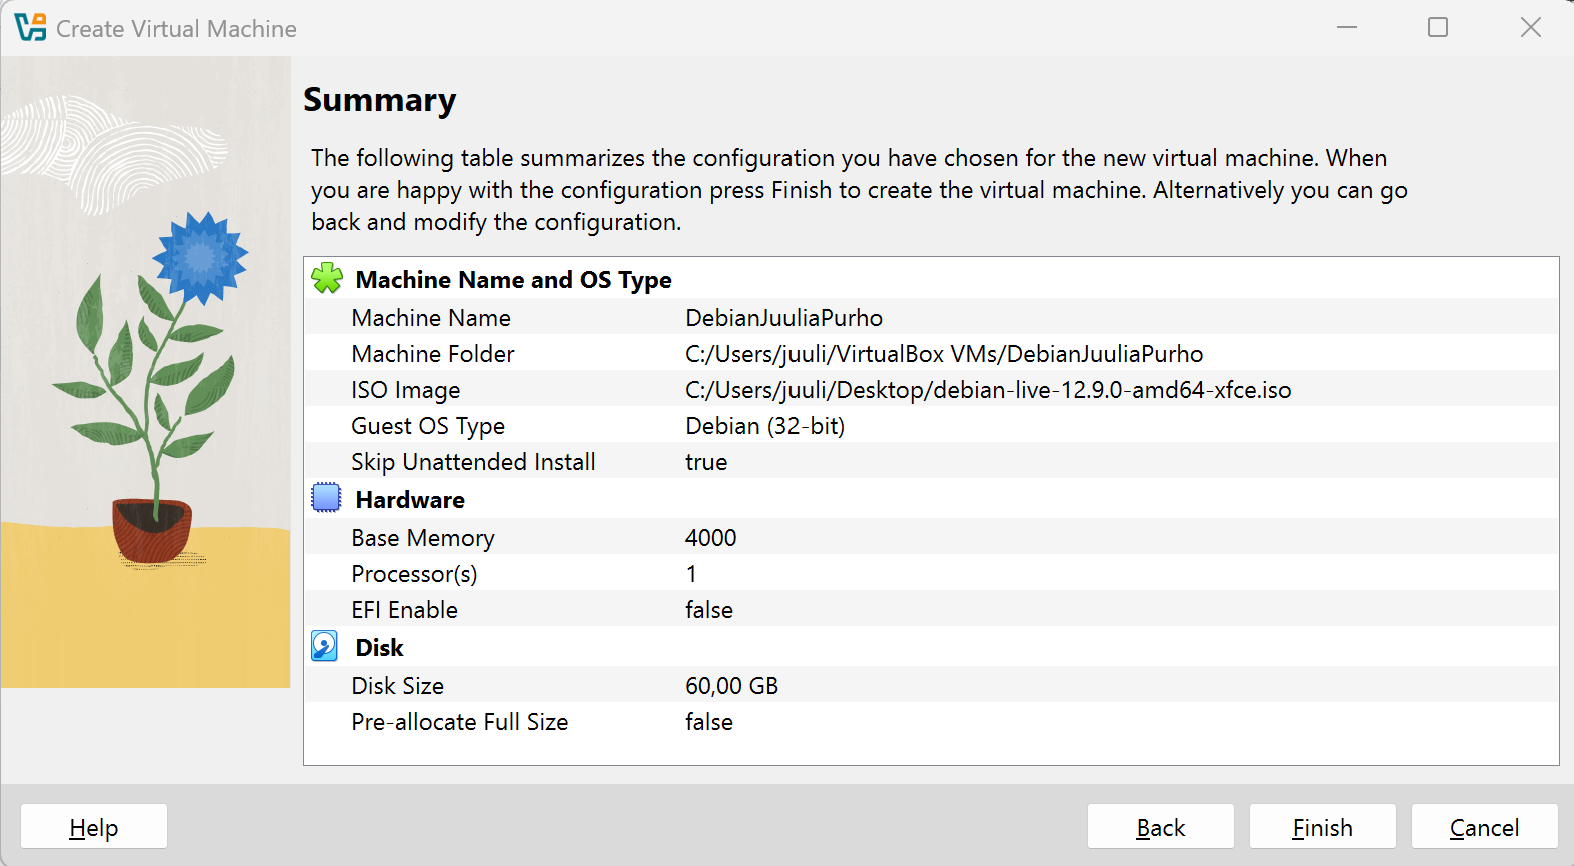 Create Virtual Machine
Summary
The following table summarizes the configuration you have chosen for the new virtual machine. When
you are happy with the configuration press Finish to create the virtual machine. Alternatively you can go
back and modify the configuration.
Machine Name and OS Type
Machine Name DebianJuuliaPurho
Machine Folder C:/Users/juuli/VirtualBox VMs/DebianJuuliaPurho
ISO Image C:/Users/juuli/Desktop/debian-live-12.9.0-amd64-xfce.iso
Guest OS Type Debian (32-bit)
Skip Unattended Install true
Hardware
Base Memory 4000
Processor(s) 1
EFI Enable false
Disk
Disk Size 60,00 GB
Pre-allocate Full Size false
Help Back Finish Cancel